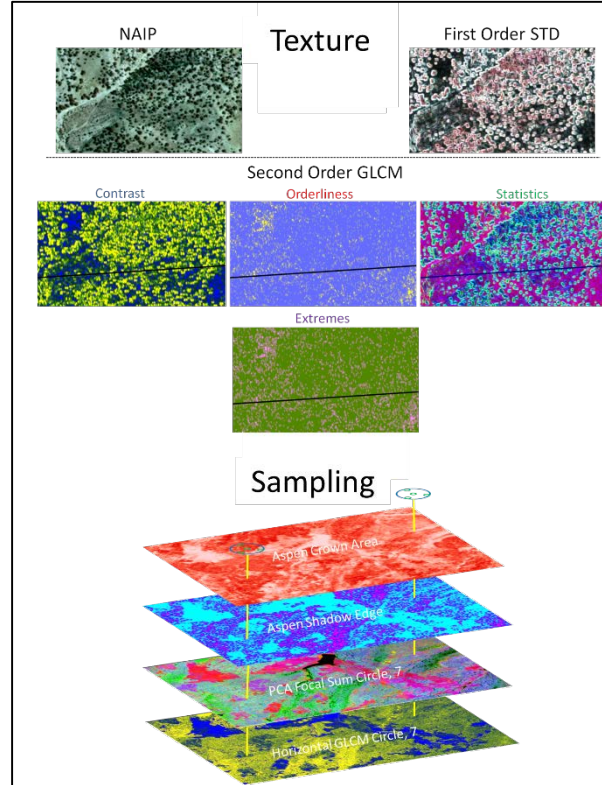 NAIP
Texture
First Order STD
Second Order GLCM
Contrast
Orderliness
Statistics
Extremes
Sampling
Aspen Crown Area
Aspen Shadow Edge
PCA Focal Sum Circle, 7
Horizontal GLCM Circle, 7